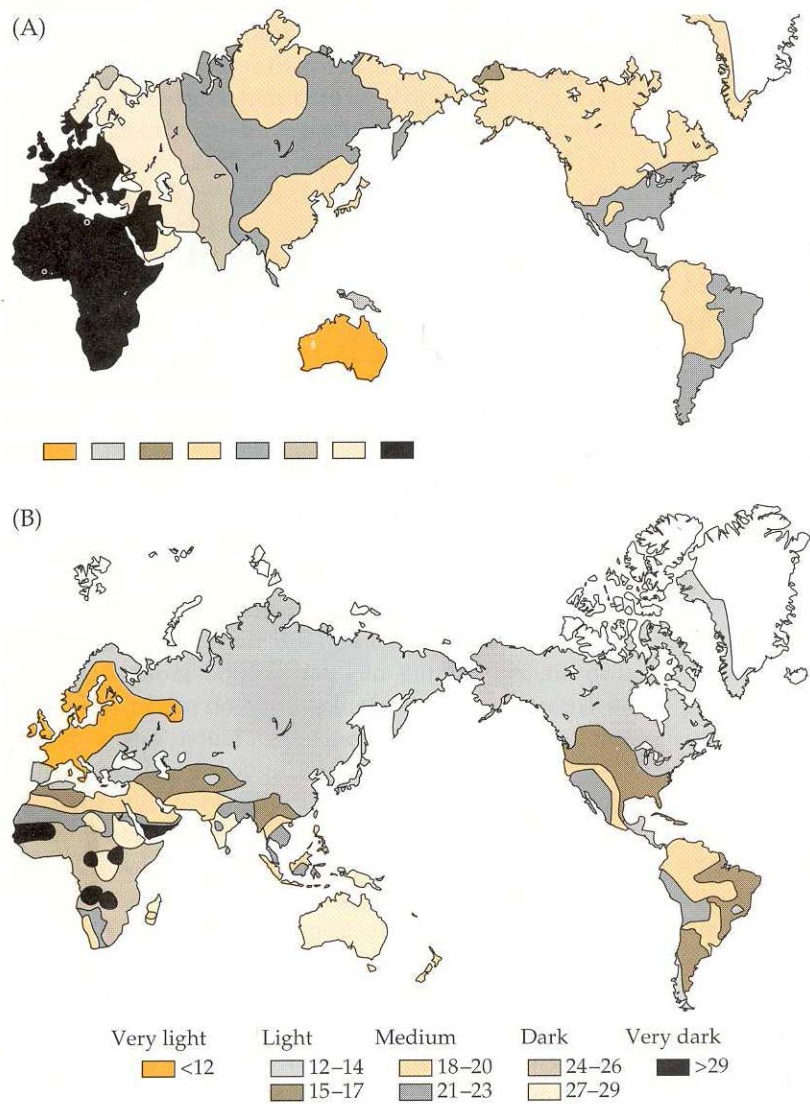 (A)
(B)
Very light Light Medium Dark Very dark
<12 12–14 18–20 24–26 >29
15–17 21–23 27–29